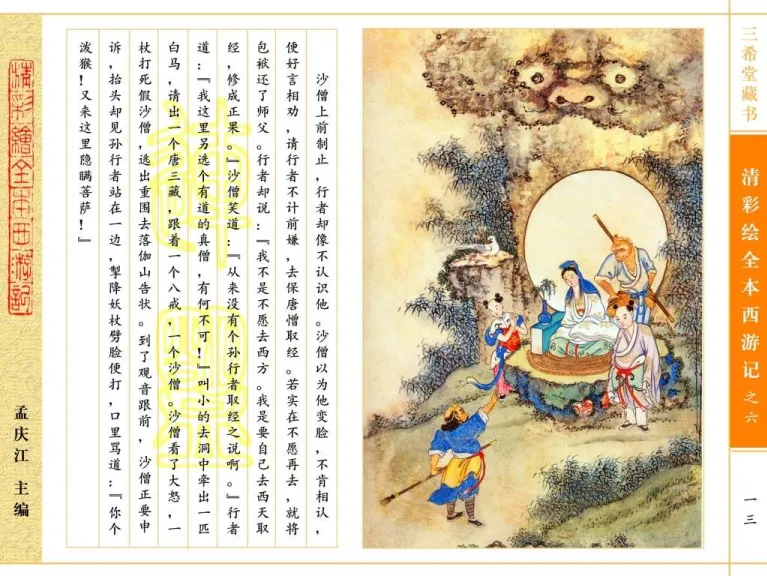 三希堂藏书
清彩绘全本西游记之六
一三
沙僧上前制止，行者却像不认识他。沙僧以为他变脸，不肯相认，
便好言相劝，请行者不计前嫌，去保唐僧取经。若实在不愿再去，就将
包被还了师父。行者却说：『我不是不愿去西方。我是要自己去西天取
经，修成正果。』沙僧笑道：『从来没有个孙行者取经之说啊。』行者
道：『我这里另选个有道的真僧，有何不可！』叫小的去洞中牵出一匹
白马，请出一个唐三藏，跟着一个八戒，一个沙僧。沙僧看了大怒，一
杖打死假沙僧，逃出重围去落伽山告状。到了观音跟前，沙僧正要申
诉，抬头却见孙行者站在一边，掣降妖杖劈脸便打，口里骂道：『你个
泼猴！又来这里隐瞒菩萨！』
清彩繪全本西游記
孟庆江 主编